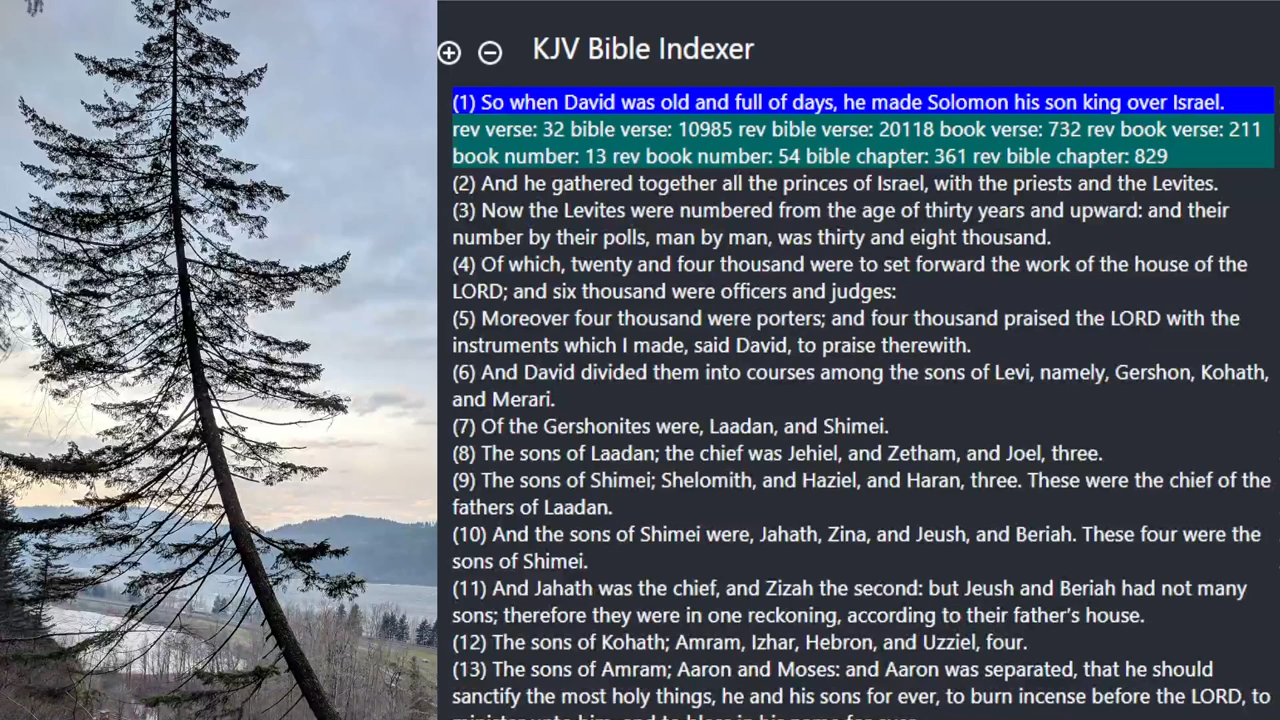 KJV Bible Indexer
(1) So when David was old and full of days, he made Solomon his son king over Israel.
rev verse: 32 bible verse: 10985 rev bible verse: 20118 book verse: 732 rev book verse: 211
book number: 13 rev book number: 54 bible chapter: 361 rev bible chapter: 829
(2) And he gathered together all the princes of Israel, with the priests and the Levites.
(3) Now the Levites were numbered from the age of thirty years and upward: and their
number by their polls, man by man, was thirty and eight thousand.
(4) Of which, twenty and four thousand were to set forward the work of the house of the
LORD; and six thousand were officers and judges:
(5) Moreover four thousand were porters; and four thousand praised the LORD with the
instruments which I made, said David, to praise therewith.
(6) And David divided them into courses among the sons of Levi, namely, Gershon, Kohath,
and Merari.
(7) Of the Gershonites were, Laadan, and Shimei.
(8) The sons of Laadan; the chief was Jehiel, and Zetham, and Joel, three.
(9) The sons of Shimei; Shelomith, and Haziel, and Haran, three. These were the chief of the
fathers of Laadan.
(10) And the sons of Shimei were, Jahath, Zina, and Jeush, and Beriah. These four were the
sons of Shimei.
(11) And Jahath was the chief, and Zizah the second: but Jeush and Beriah had not many
sons; therefore they were in one reckoning, according to their father's house.
(12) The sons of Kohath; Amram, Izhar, Hebron, and Uzziel, four.
(13) The sons of Amram; Aaron and Moses: and Aaron was separated, that he should
sanctify the most holy things, he and his sons for ever, to burn incense before the LORD, to